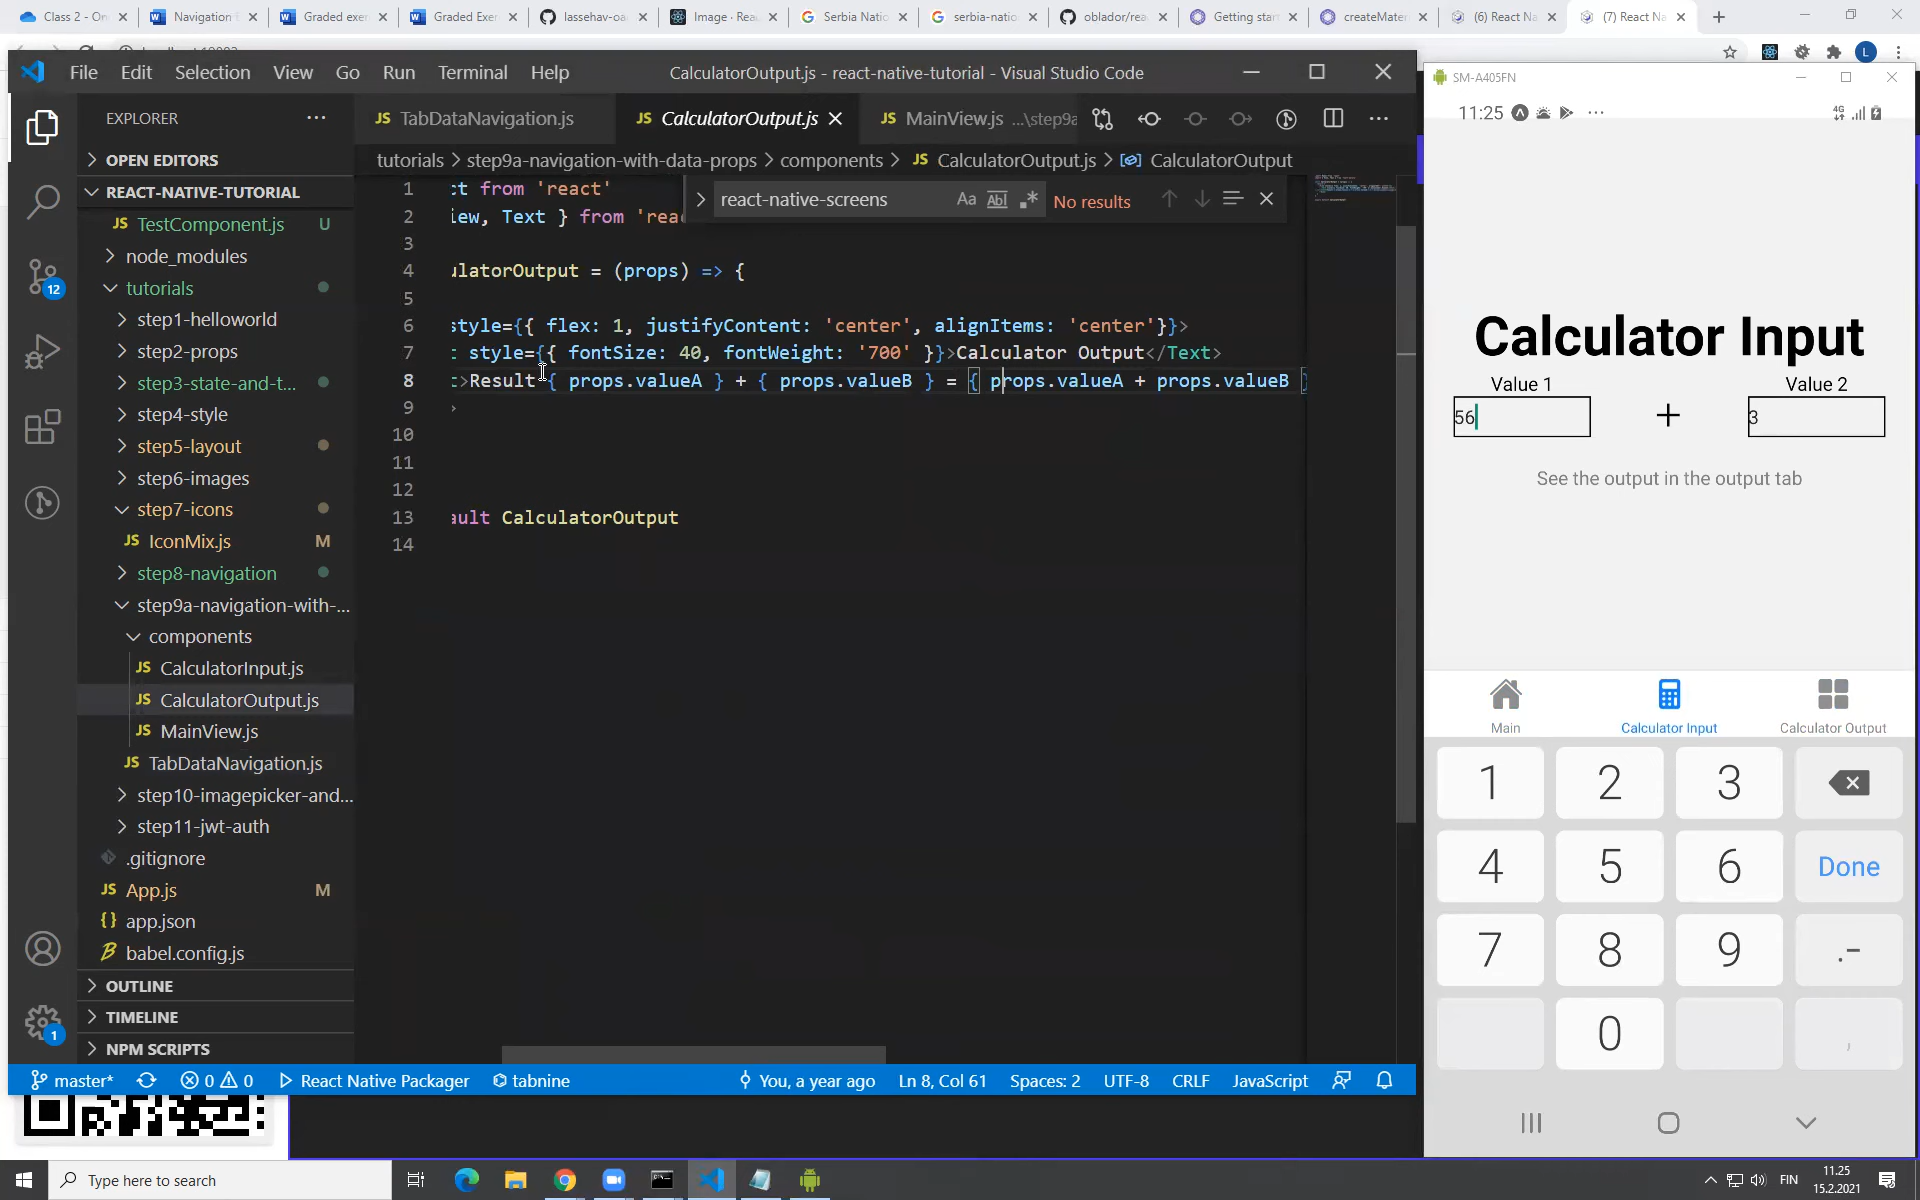 Class 2 - On
Navigation E
Graded exer
Graded Exer
lassehav-oa
Image · Rea
Serbia Natio
serbia-natio
oblador/rea
Getting star
createMater
(6) React Na
(7) React Na
File Edit Selection View Go Run Terminal Help
CalculatorOutput.js - react-native-tutorial - Visual Studio Code
EXPLORER
OPEN EDITORS
REACT-NATIVE-TUTORIAL
TestComponent.js U
node_modules
tutorials
step1-helloworld
step2-props
step3-state-and-t...
step4-style
step5-layout
step6-images
step7-icons
IconMix.js M
step8-navigation
step9a-navigation-with-...
components
CalculatorInput.js
CalculatorOutput.js
MainView.js
TabDataNavigation.js
step10-imagepicker-and...
step11-jwt-auth
.gitignore
App.js M
app.json
babel.config.js
OUTLINE
TIMELINE
NPM SCRIPTS
12
1
JS TabDataNavigation.js
JS CalculatorOutput.js
JS MainView.js ...\step9a
tutorials > step9a-navigation-with-data-props > components > JS CalculatorOutput.js > CalculatorOutput
react-native-screens Aa Abl .* No results
1 ct from 'react'
2 iew, Text } from 'rea
3
4 ulatorOutput = (props) => {
5
6 style={{ flex: 1, justifyContent: 'center', alignItems: 'center'}}>
7 t style={{ fontSize: 40, fontWeight: '700' }}>Calculator Output</Text>
8 t>Result { props.valueA } + { props.valueB } = { props.valueA + props.valueB }
9 >
10
11
12
13 ault CalculatorOutput
14
master* 0 0 React Native Packager tabnine
You, a year ago Ln 8, Col 61 Spaces: 2 UTF-8 CRLF JavaScript
SM-A405FN
11:25
4G
Calculator Input
Value 1 Value 2
56 + 3
See the output in the output tab
Main Calculator Input Calculator Output
1 2 3
4 5 6 Done
7 8 9 .-
0 ,
Type here to search
FIN
11.25
15.2.2021
L